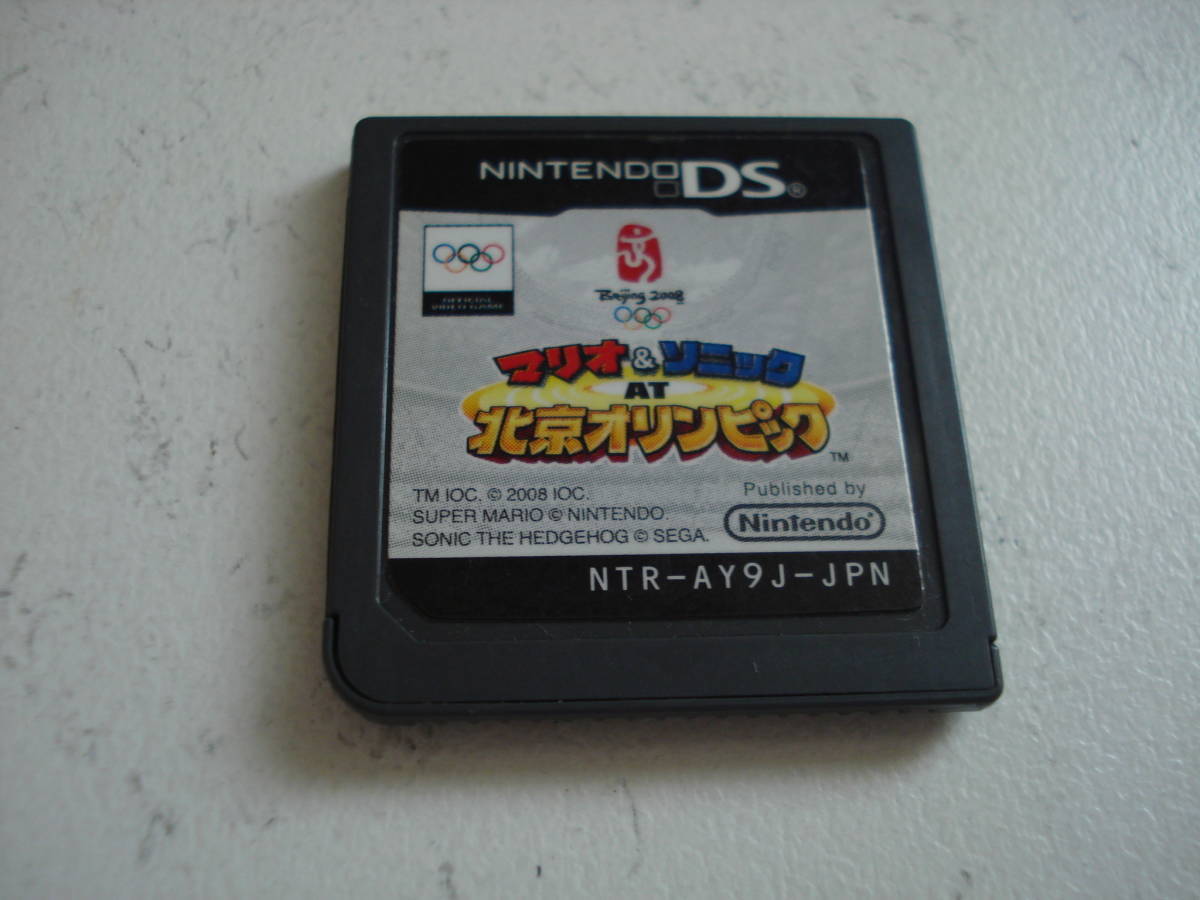 NINTENDO DS®
OFFICIAL
VIDEO GAME
Beijing 2008
マリオ&ソニック
AT
北京オリンピック™
TM IOC. © 2008 IOC.
SUPER MARIO © NINTENDO.
SONIC THE HEDGEHOG © SEGA.
Published by
Nintendo®
NTR-AY9J-JPN